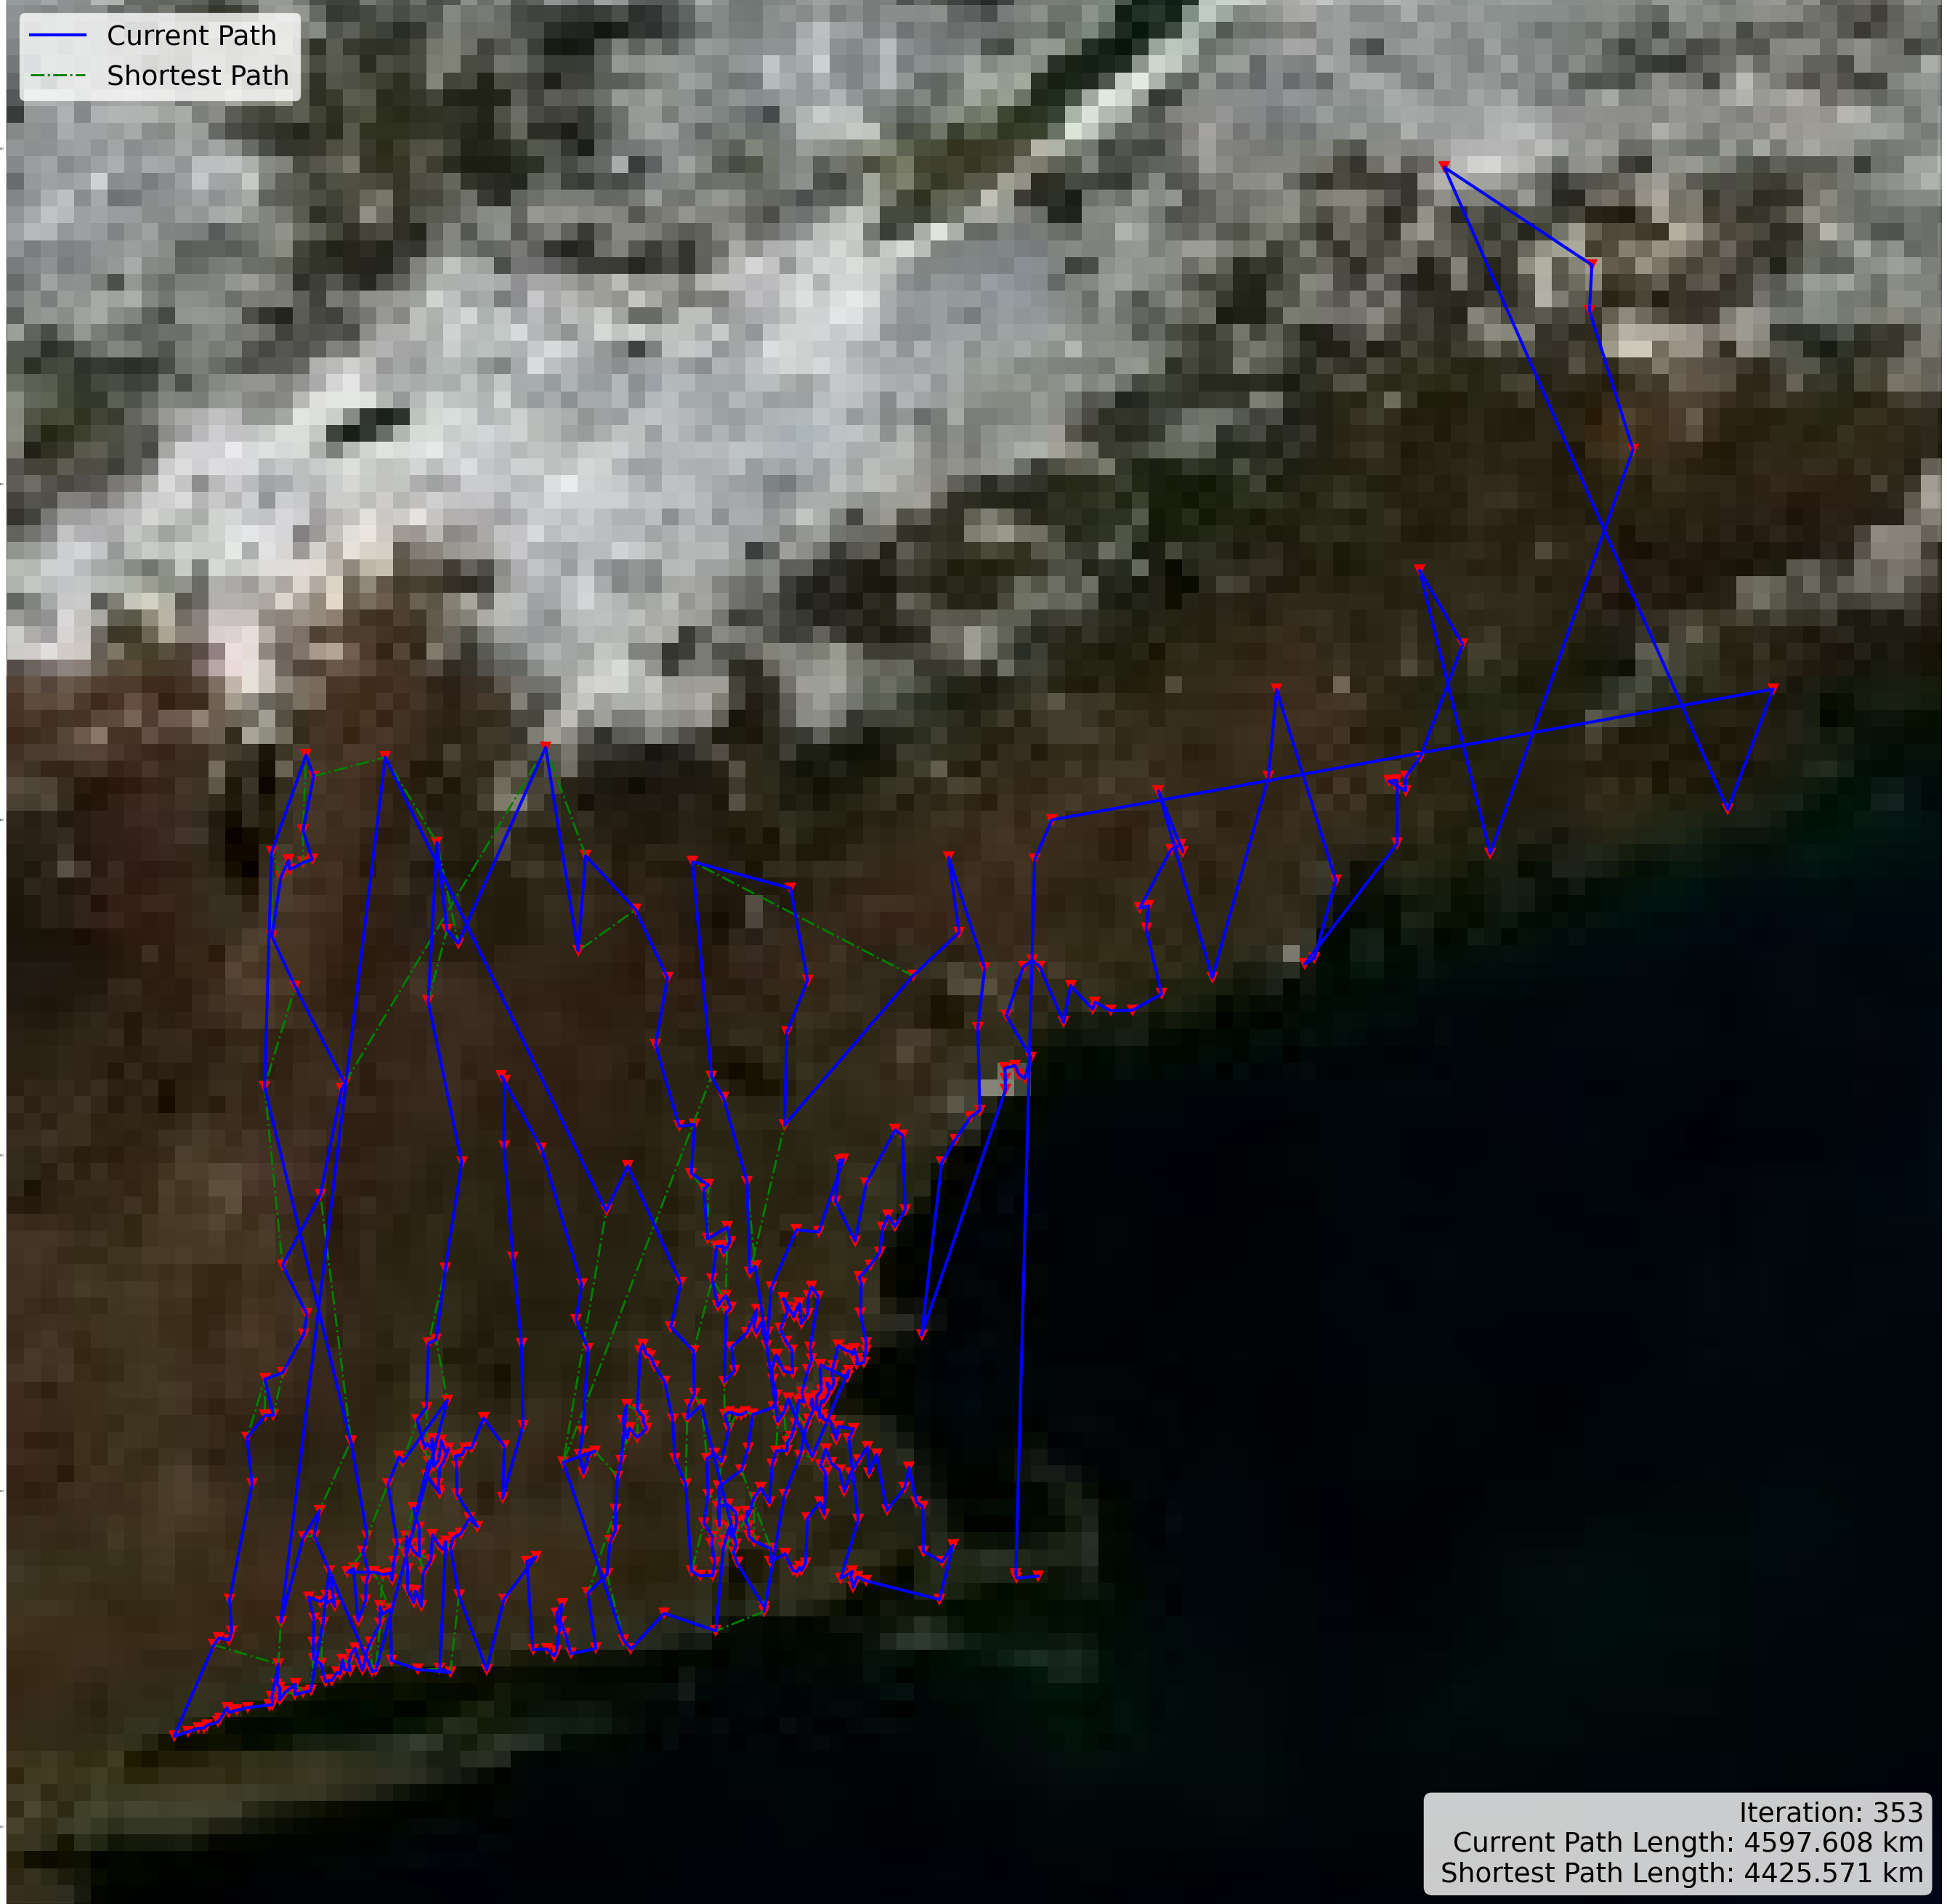 Current Path
Shortest Path
Iteration: 353
Current Path Length: 4597.608 km
Shortest Path Length: 4425.571 km